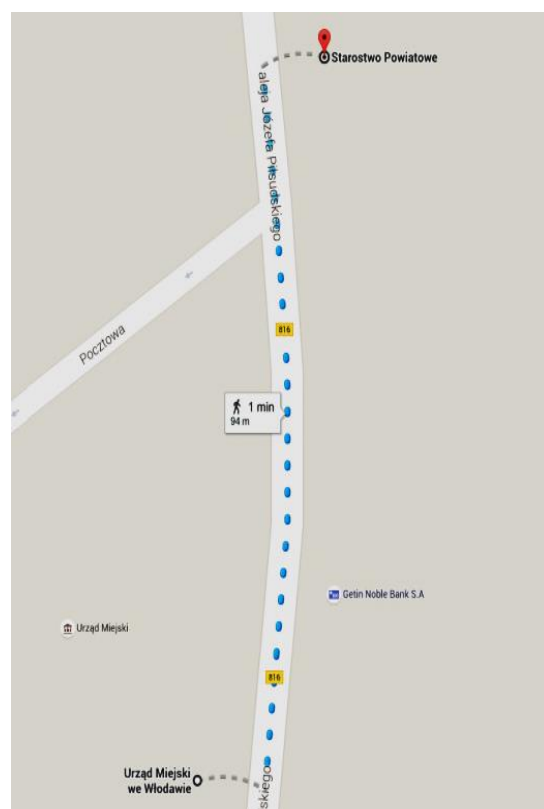 Starostwo Powiatowe
aleja Józefa Piłsudskiego
816
Pocztowa
1 min
94 m
Getin Noble Bank S.A
Urząd Miejski
816
Urząd Miejski
we Włodawie
skiego